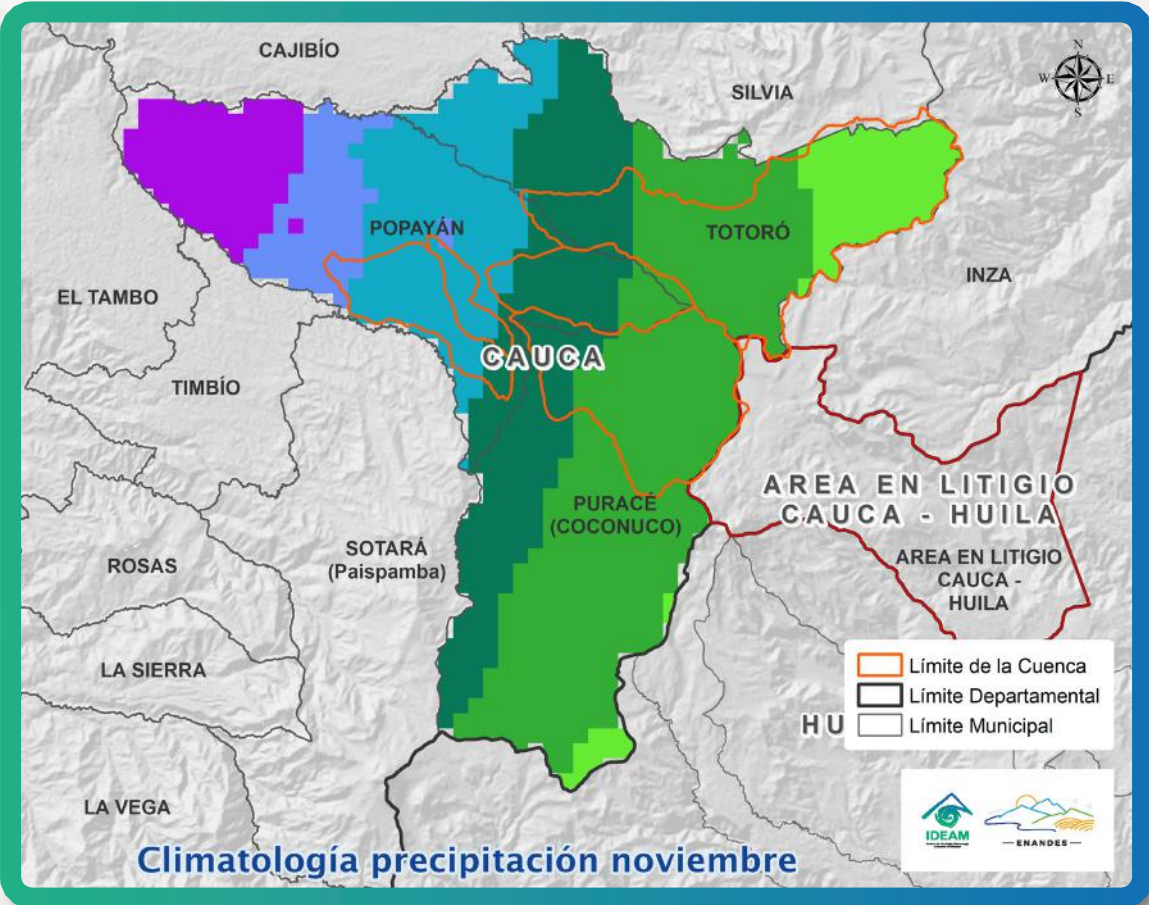 CAJIBÍO
SILVIA
N
W
E
S
POPAYÁN
TOTORÓ
INZA
EL TAMBO
CAUCA
TIMBÍO
AREA EN LITIGIO
CAUCA - HUILA
PURACÉ
(COCONUCO)
SOTARÁ
(Paispamba)
ROSAS
AREA EN LITIGIO
CAUCA -
HUILA
LA SIERRA
Límite de la Cuenca
Límite Departamental
Límite Municipal
HU
LA VEGA
IDEAM
ENANDES
Climatología precipitación noviembre